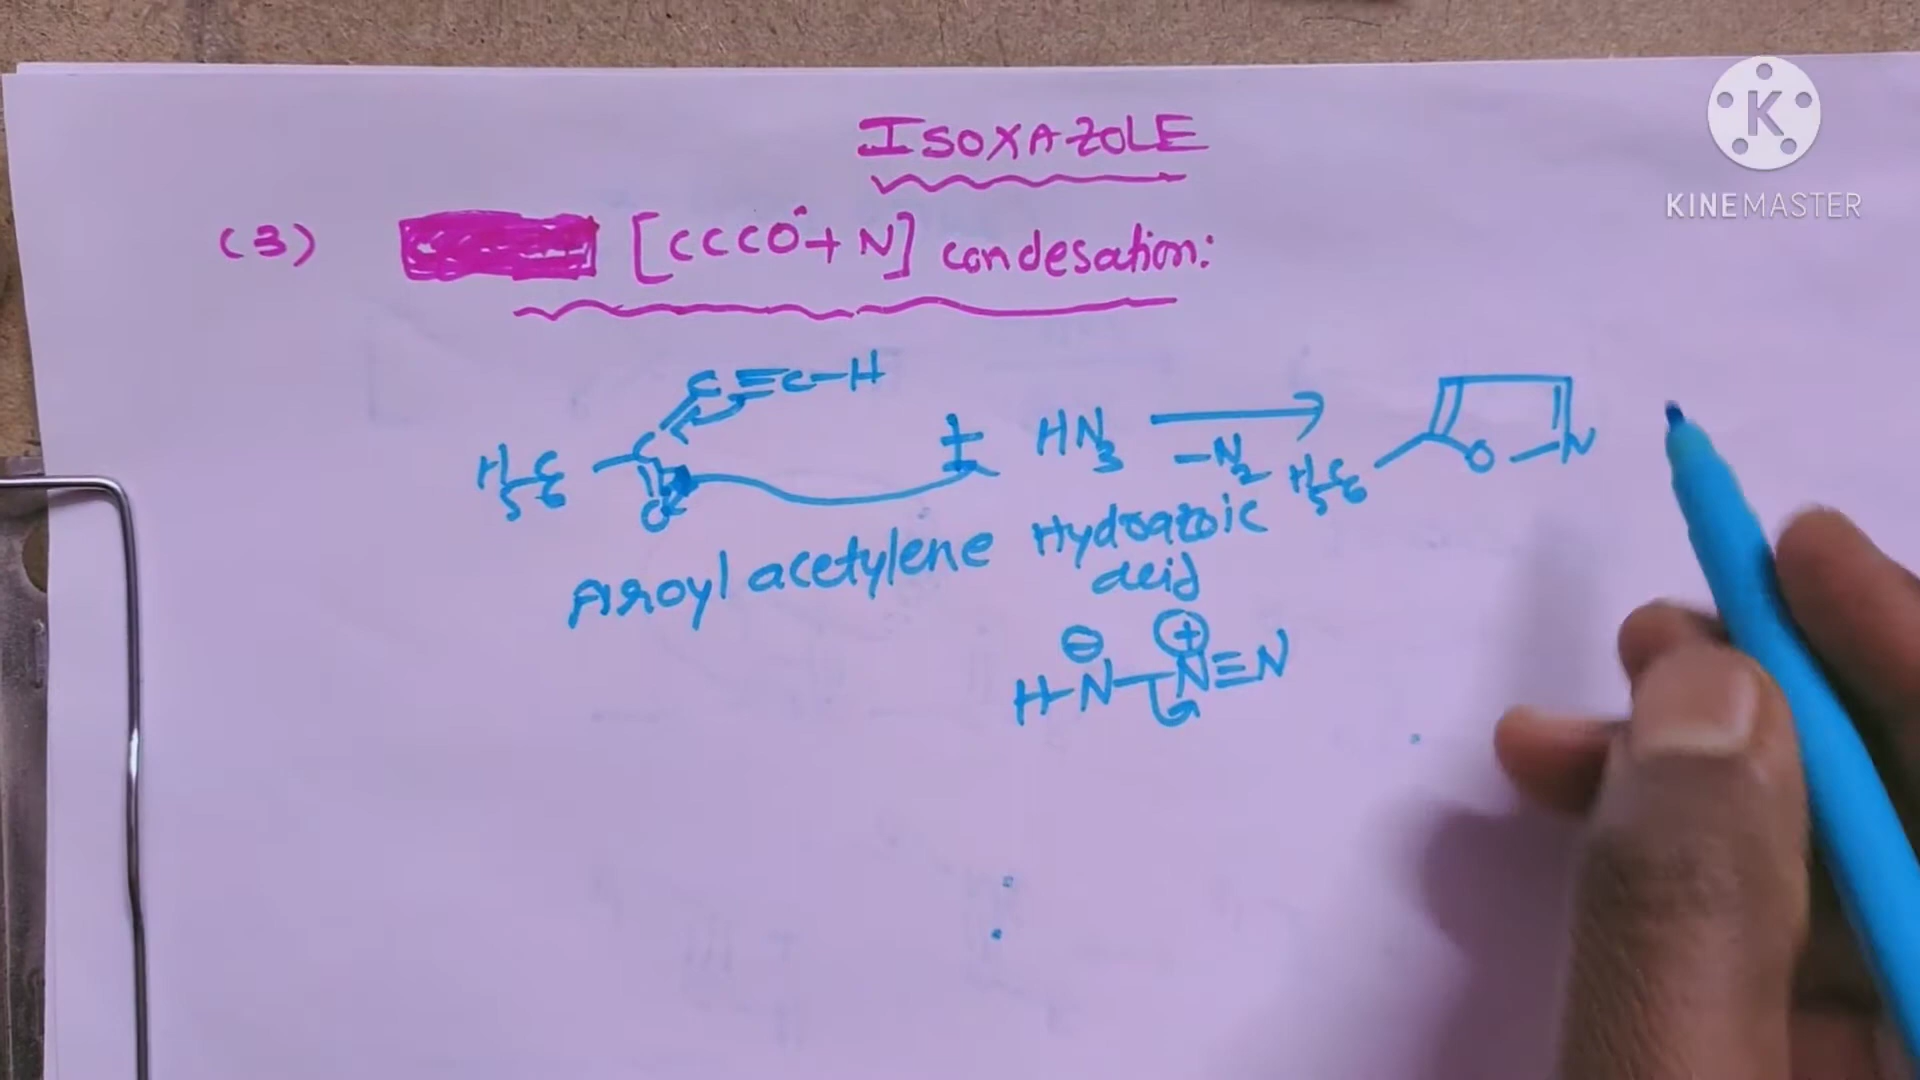 ISOXAZOLE
(3) [CCCO + N] condesation:
C≡C-H
H5C6 C + HN3 → N
O -N2 H5C6 O
Aroyl acetylene Hydrazoic
acid
⊖ ⊕
H-N-N≡N
K
KINEMASTER